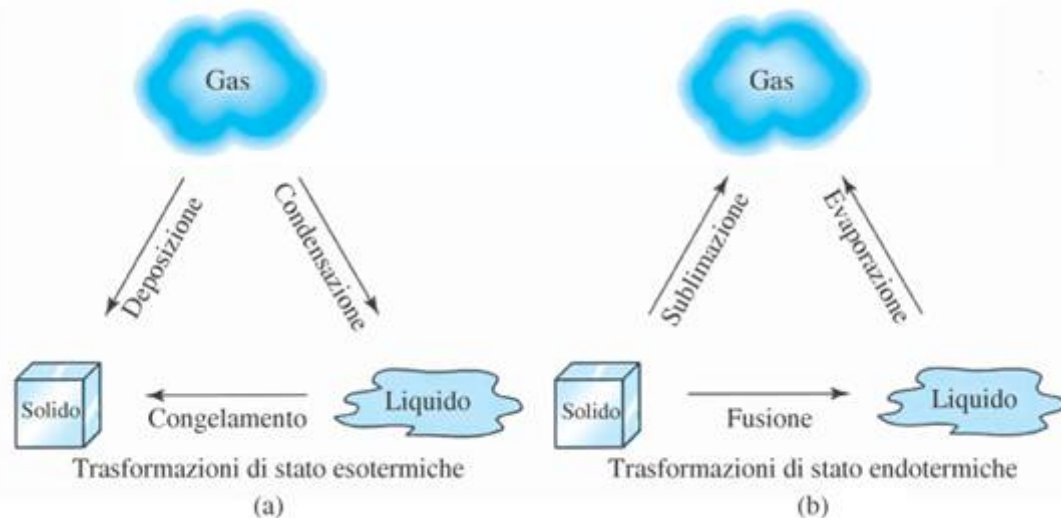 Gas
Deposizione
Condensazione
Solido
Congelamento
Liquido
Trasformazioni di stato esotermiche
(a)
Gas
Sublimazione
Evaporazione
Solido
Fusione
Liquido
Trasformazioni di stato endotermiche
(b)